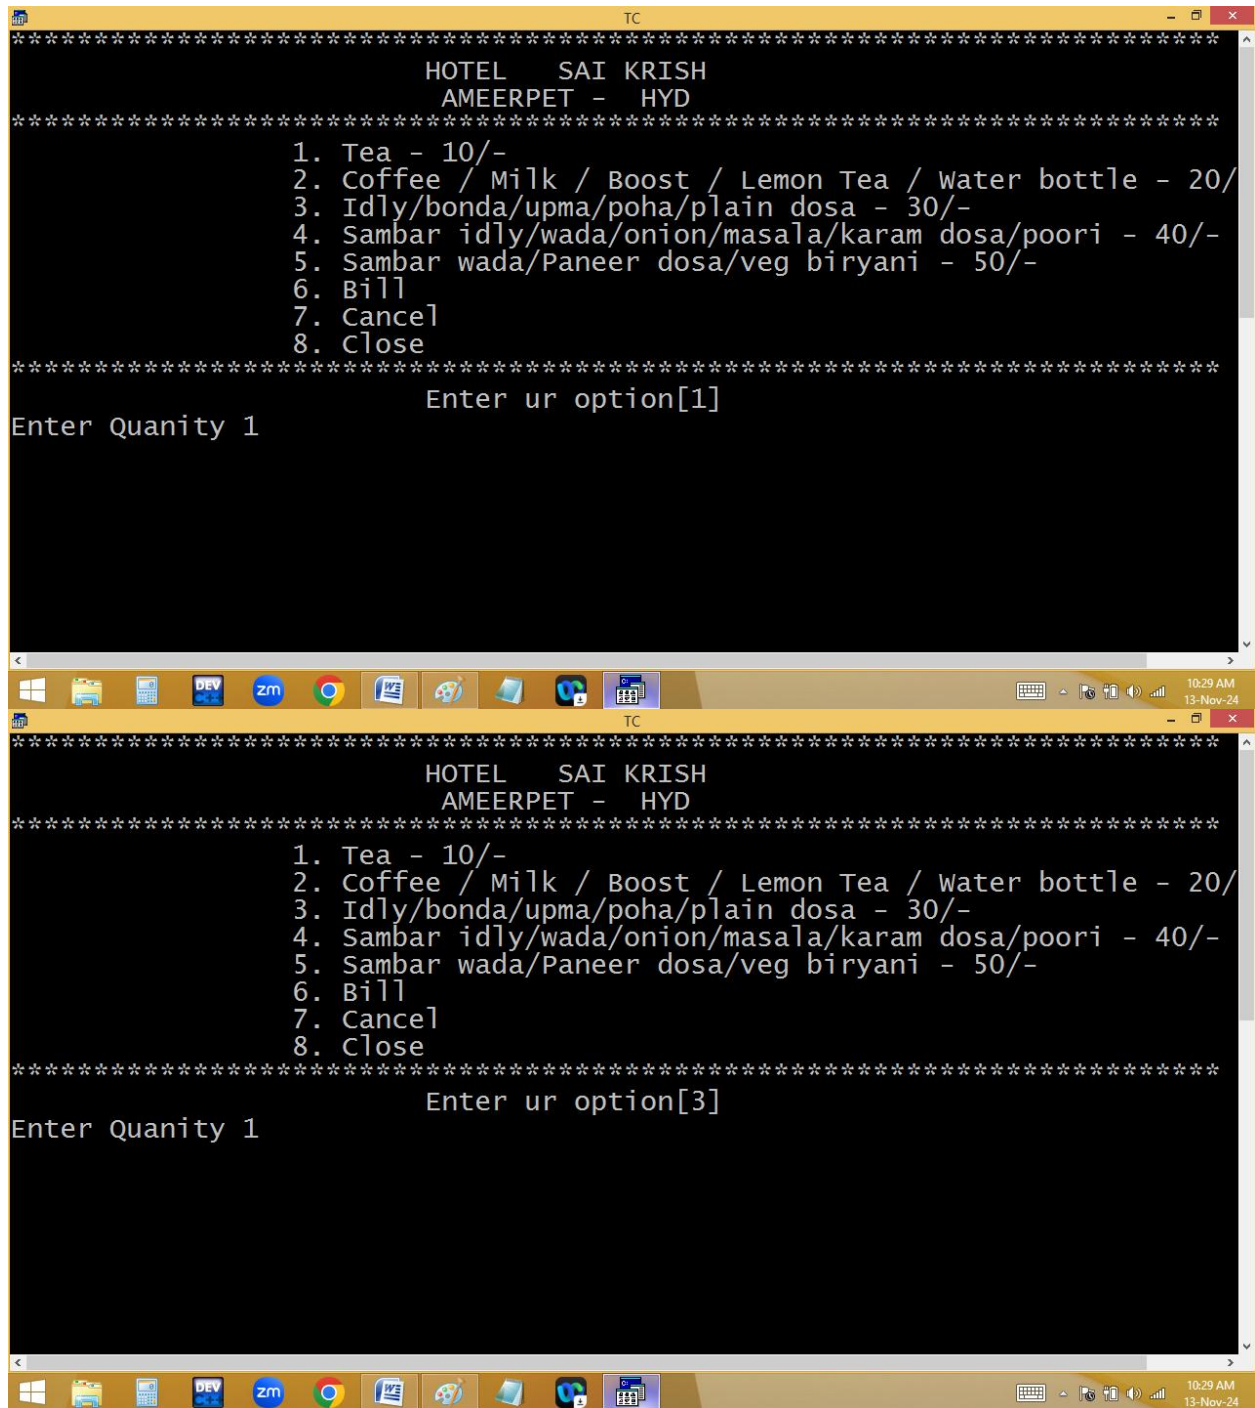 TC
*************************************************************************
HOTEL SAI KRISH
AMEERPET - HYD
*************************************************************************
1. Tea - 10/-
2. Coffee / Milk / Boost / Lemon Tea / Water bottle - 20/
3. Idly/bonda/upma/poha/plain dosa - 30/-
4. Sambar idly/wada/onion/masala/karam dosa/poori - 40/-
5. Sambar wada/Paneer dosa/veg biryani - 50/-
6. Bill
7. Cancel
8. Close
*************************************************************************
Enter ur option[1]
Enter Quanity 1
DEV C++ zm W
10:29 AM
13-Nov-24
TC
*************************************************************************
HOTEL SAI KRISH
AMEERPET - HYD
*************************************************************************
1. Tea - 10/-
2. Coffee / Milk / Boost / Lemon Tea / Water bottle - 20/
3. Idly/bonda/upma/poha/plain dosa - 30/-
4. Sambar idly/wada/onion/masala/karam dosa/poori - 40/-
5. Sambar wada/Paneer dosa/veg biryani - 50/-
6. Bill
7. Cancel
8. Close
*************************************************************************
Enter ur option[3]
Enter Quanity 1
DEV C++ zm W
10:29 AM
13-Nov-24